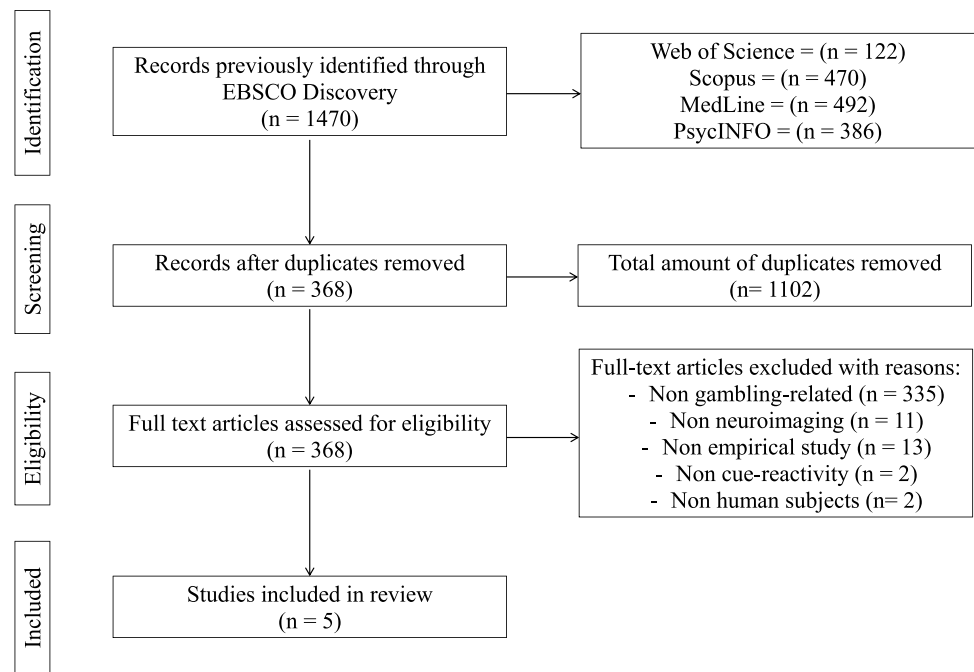 Identification
Records previously identified through
EBSCO Discovery
(n = 1470)
Web of Science = (n = 122)
Scopus = (n = 470)
MedLine = (n = 492)
PsycINFO = (n = 386)
Screening
Records after duplicates removed
(n = 368)
Total amount of duplicates removed
(n= 1102)
Eligibility
Full text articles assessed for eligibility
(n = 368)
Full-text articles excluded with reasons:
- Non gambling-related (n = 335)
- Non neuroimaging (n = 11)
- Non empirical study (n = 13)
- Non cue-reactivity (n = 2)
- Non human subjects (n= 2)
Included
Studies included in review
(n = 5)